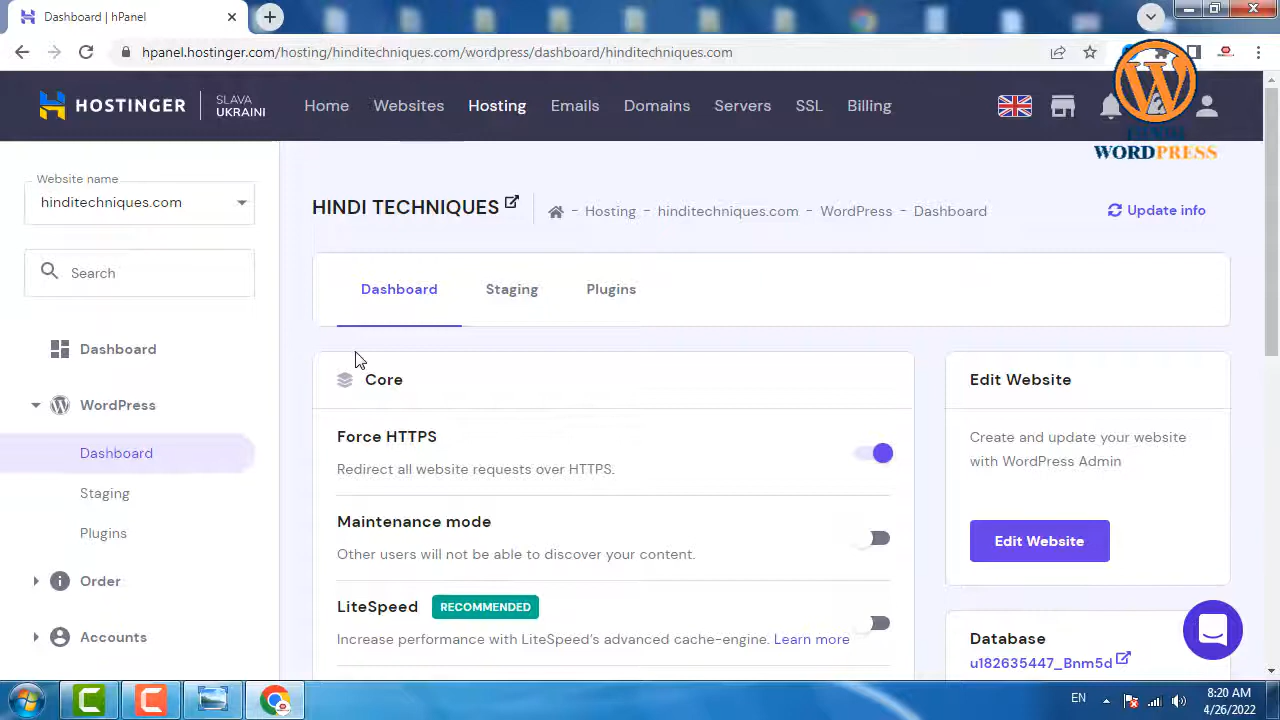 Dashboard | hPanel
hpanel.hostinger.com/hosting/hinditechniques.com/wordpress/dashboard/hinditechniques.com
HOSTINGER
SLAVA
UKRAINI
Home
Websites
Hosting
Emails
Domains
Servers
SSL
Billing
WORDPRESS
Website name
hinditechniques.com
Search
Dashboard
WordPress
Dashboard
Staging
Plugins
Order
Accounts
HINDI TECHNIQUES
- Hosting - hinditechniques.com - WordPress - Dashboard
Update info
Dashboard
Staging
Plugins
Core
Force HTTPS
Redirect all website requests over HTTPS.
Maintenance mode
Other users will not be able to discover your content.
LiteSpeed
RECOMMENDED
Increase performance with LiteSpeed's advanced cache-engine. Learn more
Edit Website
Create and update your website
with WordPress Admin
Edit Website
Database
u182635447_Bnm5d
EN
8:20 AM
4/26/2022